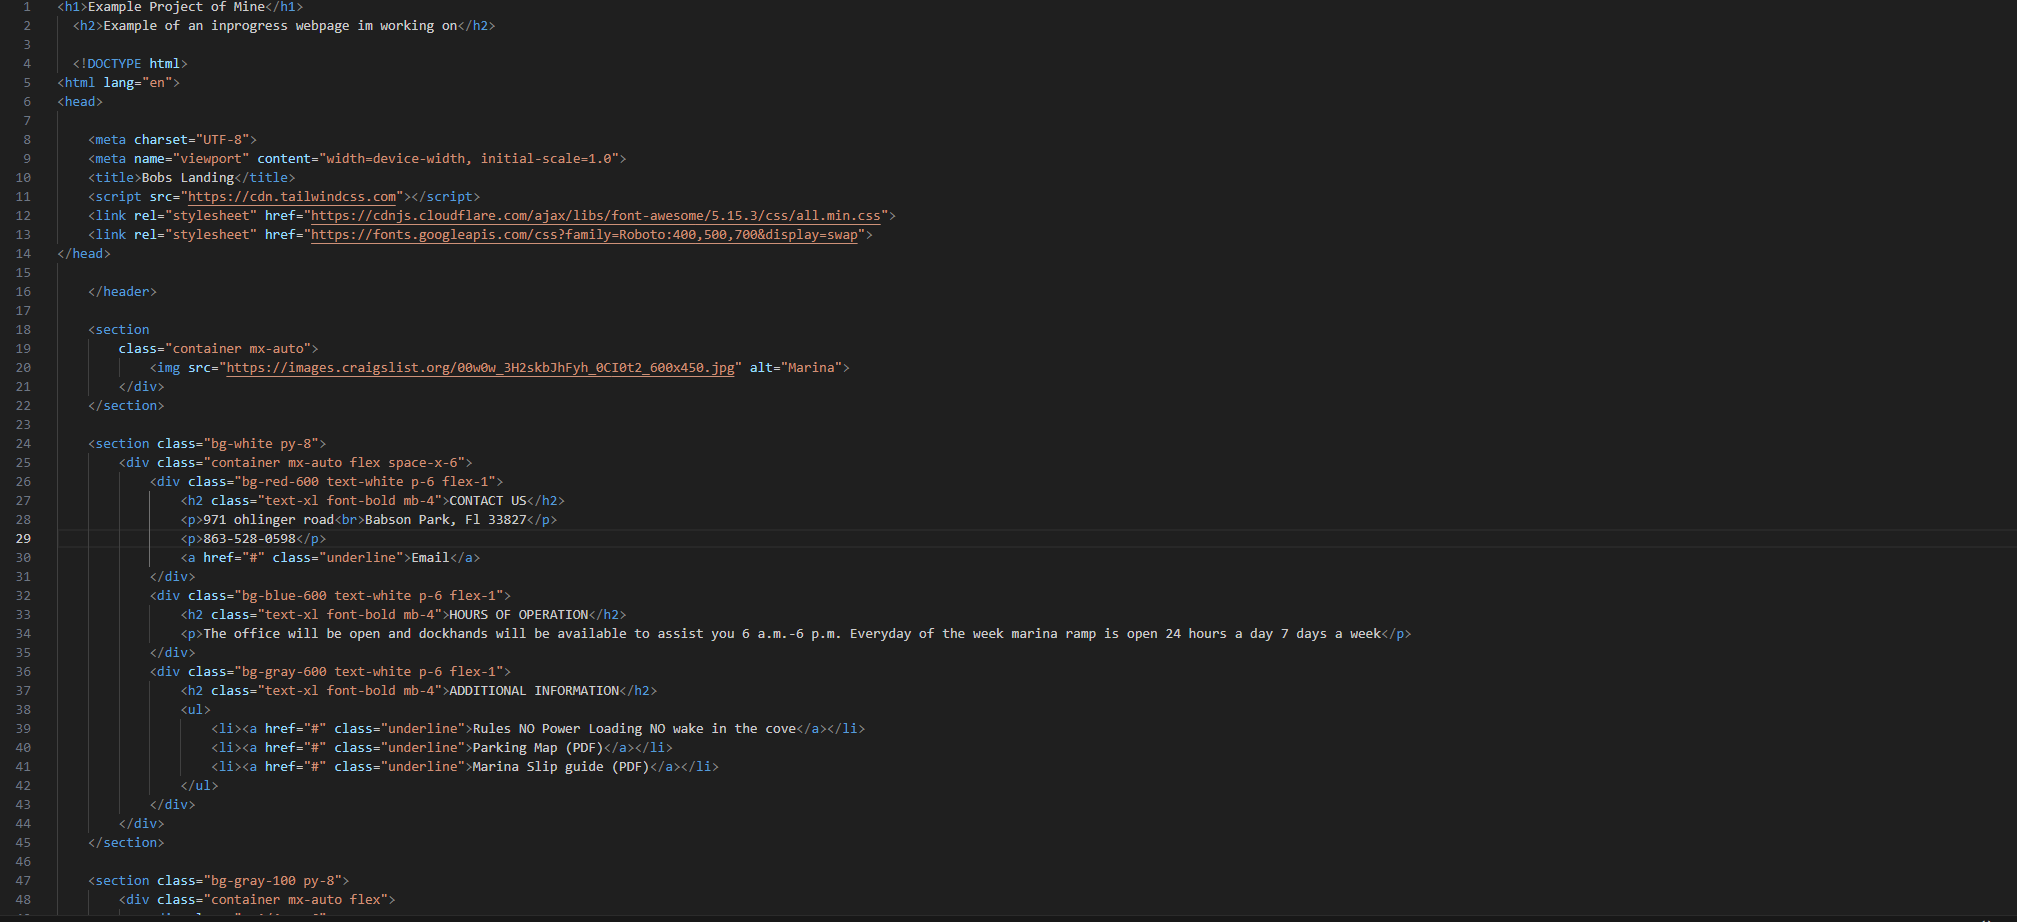 1 <h1>Example Project of Mine</h1>
2 <h2>Example of an inprogress webpage im working on</h2>
3
4 <!DOCTYPE html>
5 <html lang="en">
6 <head>
7
8 <meta charset="UTF-8">
9 <meta name="viewport" content="width=device-width, initial-scale=1.0">
10 <title>Bobs Landing</title>
11 <script src="https://cdn.tailwindcss.com"></script>
12 <link rel="stylesheet" href="https://cdnjs.cloudflare.com/ajax/libs/font-awesome/5.15.3/css/all.min.css">
13 <link rel="stylesheet" href="https://fonts.googleapis.com/css?family=Roboto:400,500,700&display=swap">
14 </head>
15
16 </header>
17
18 <section
19 class="container mx-auto">
20 <img src="https://images.craigslist.org/00w0w_3H2skbJhFyh_0CI0t2_600x450.jpg" alt="Marina">
21 </div>
22 </section>
23
24 <section class="bg-white py-8">
25 <div class="container mx-auto flex space-x-6">
26 <div class="bg-red-600 text-white p-6 flex-1">
27 <h2 class="text-xl font-bold mb-4">CONTACT US</h2>
28 <p>971 ohlinger road<br>Babson Park, Fl 33827</p>
29 <p>863-528-0598</p>
30 <a href="#" class="underline">Email</a>
31 </div>
32 <div class="bg-blue-600 text-white p-6 flex-1">
33 <h2 class="text-xl font-bold mb-4">HOURS OF OPERATION</h2>
34 <p>The office will be open and dockhands will be available to assist you 6 a.m.-6 p.m. Everyday of the week marina ramp is open 24 hours a day 7 days a week</p>
35 </div>
36 <div class="bg-gray-600 text-white p-6 flex-1">
37 <h2 class="text-xl font-bold mb-4">ADDITIONAL INFORMATION</h2>
38 <ul>
39 <li><a href="#" class="underline">Rules NO Power Loading NO wake in the cove</a></li>
40 <li><a href="#" class="underline">Parking Map (PDF)</a></li>
41 <li><a href="#" class="underline">Marina Slip guide (PDF)</a></li>
42 </ul>
43 </div>
44 </div>
45 </section>
46
47 <section class="bg-gray-100 py-8">
48 <div class="container mx-auto flex">